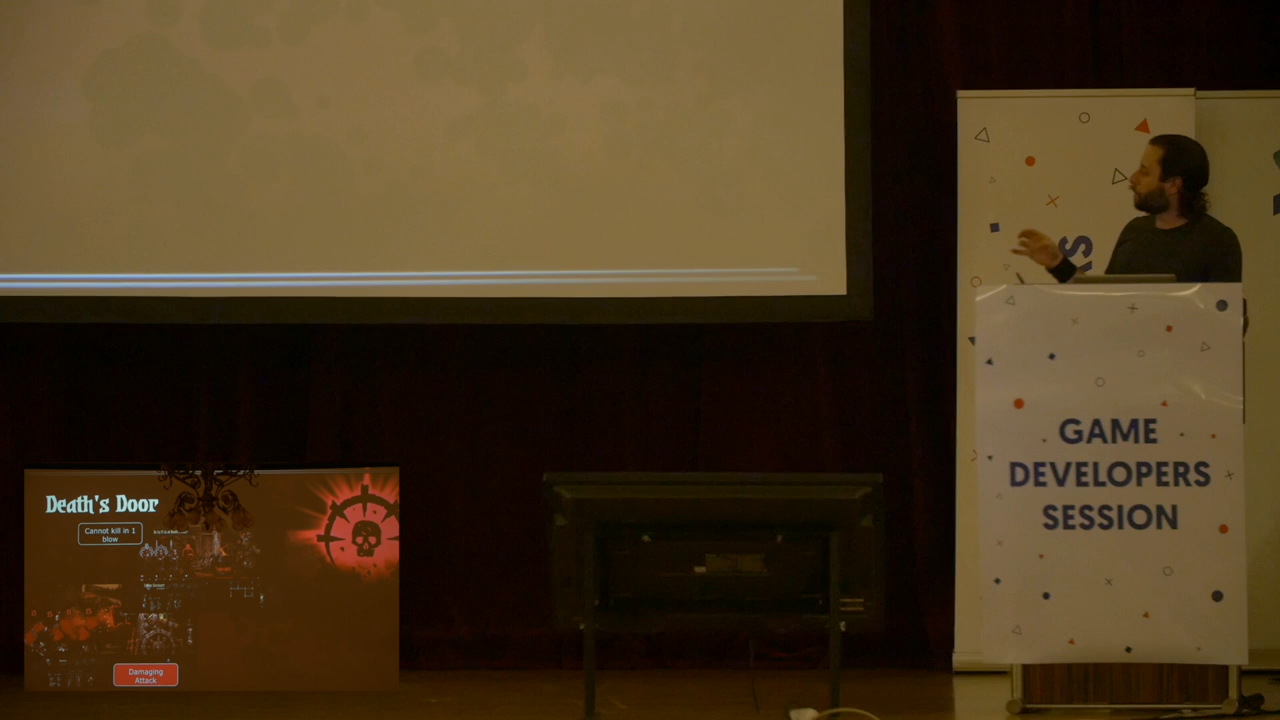 Death's Door
Cannot kill in 1
blow
Damaging
Attack
S
GAME
DEVELOPERS
SESSION